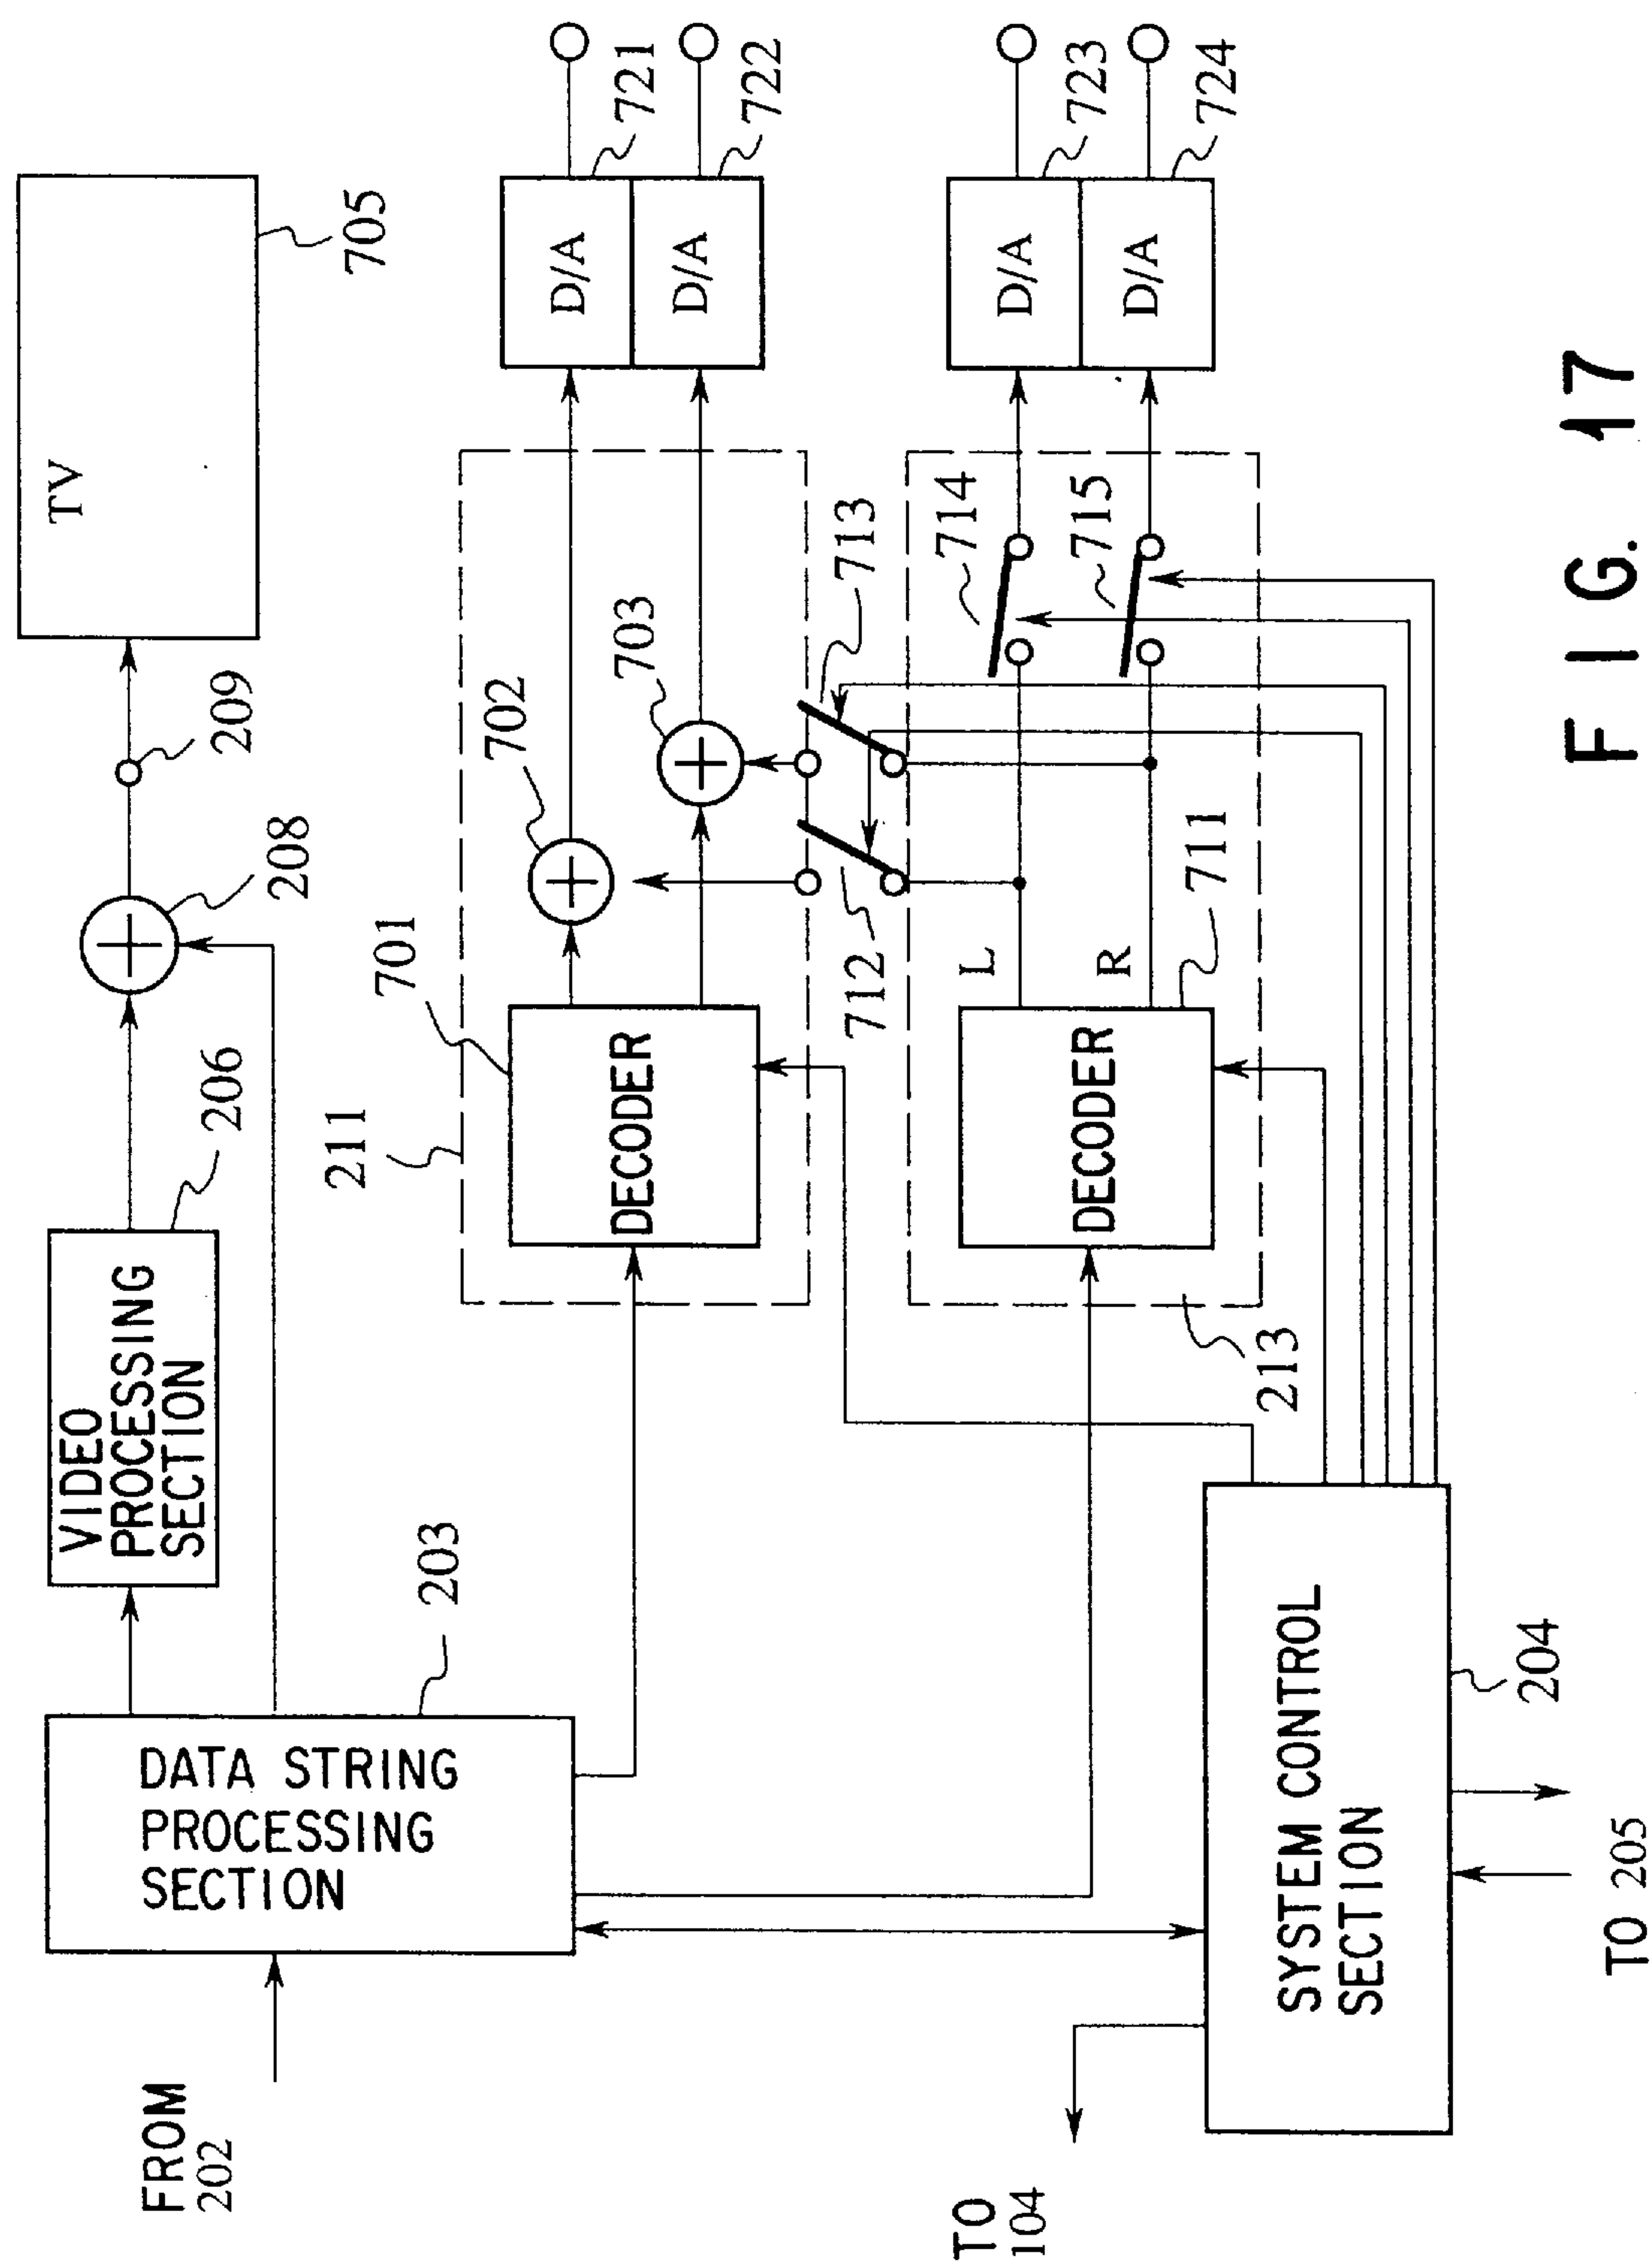 TV
705
VIDEO
PROCESSING
SECTION
206
208
209
DATA STRING
PROCESSING
SECTION
203
FROM
202
211
701
DECODER
702
703
D/A
721
D/A
722
712
713
213
DECODER
711
L
R
714
715
D/A
723
D/A
724
SYSTEM CONTROL
SECTION
204
TO
104
TO 205
FIG. 17